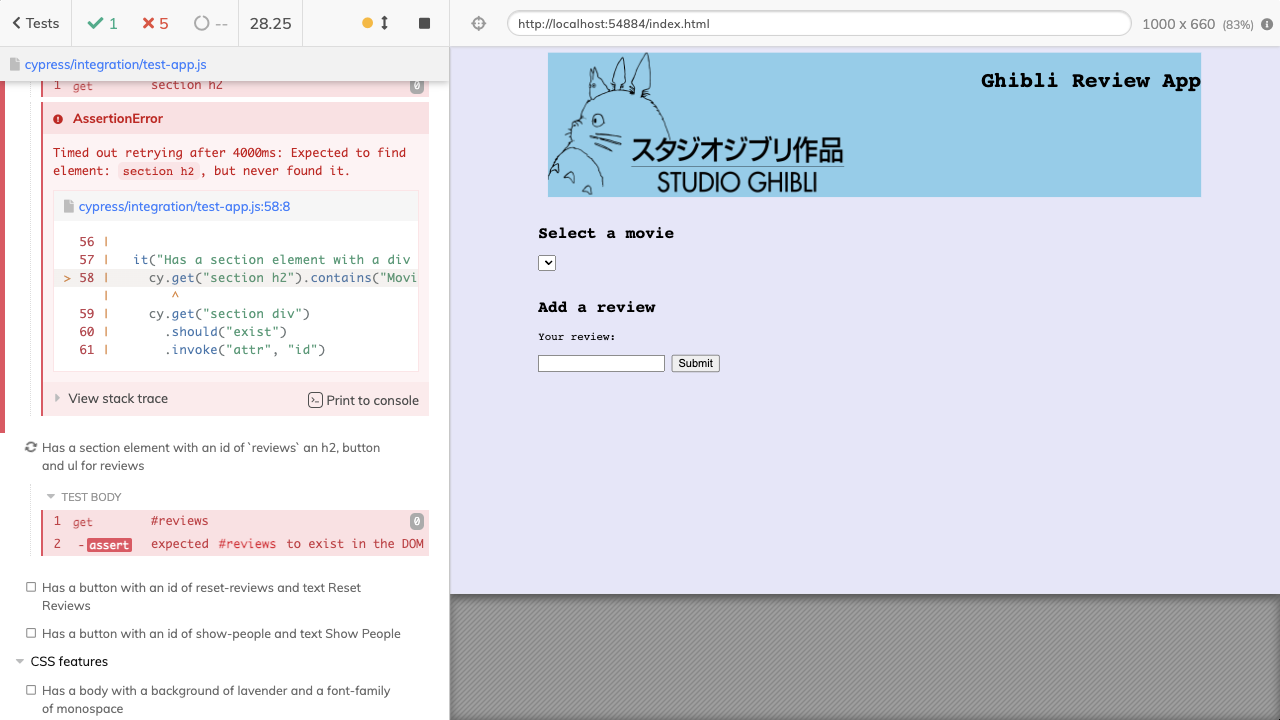 Tests
1
5
--
28.25
cypress/integration/test-app.js
1 get section h2 0
AssertionError
Timed out retrying after 4000ms: Expected to find
element: section h2 , but never found it.
cypress/integration/test-app.js:58:8
56 |
57 | it("Has a section element with a div
> 58 | cy.get("section h2").contains("Movi
| ^
59 | cy.get("section div")
60 | .should("exist")
61 | .invoke("attr", "id")
View stack trace
Print to console
Has a section element with an id of `reviews` an h2, button
and ul for reviews
TEST BODY
1 get #reviews 0
2 -assert expected #reviews to exist in the DOM
Has a button with an id of reset-reviews and text Reset
Reviews
Has a button with an id of show-people and text Show People
CSS features
Has a body with a background of lavender and a font-family
of monospace
http://localhost:54884/index.html
1000 x 660 (83%)
Ghibli Review App
スタジオジブリ作品
STUDIO GHIBLI
Select a movie
Add a review
Your review:
Submit